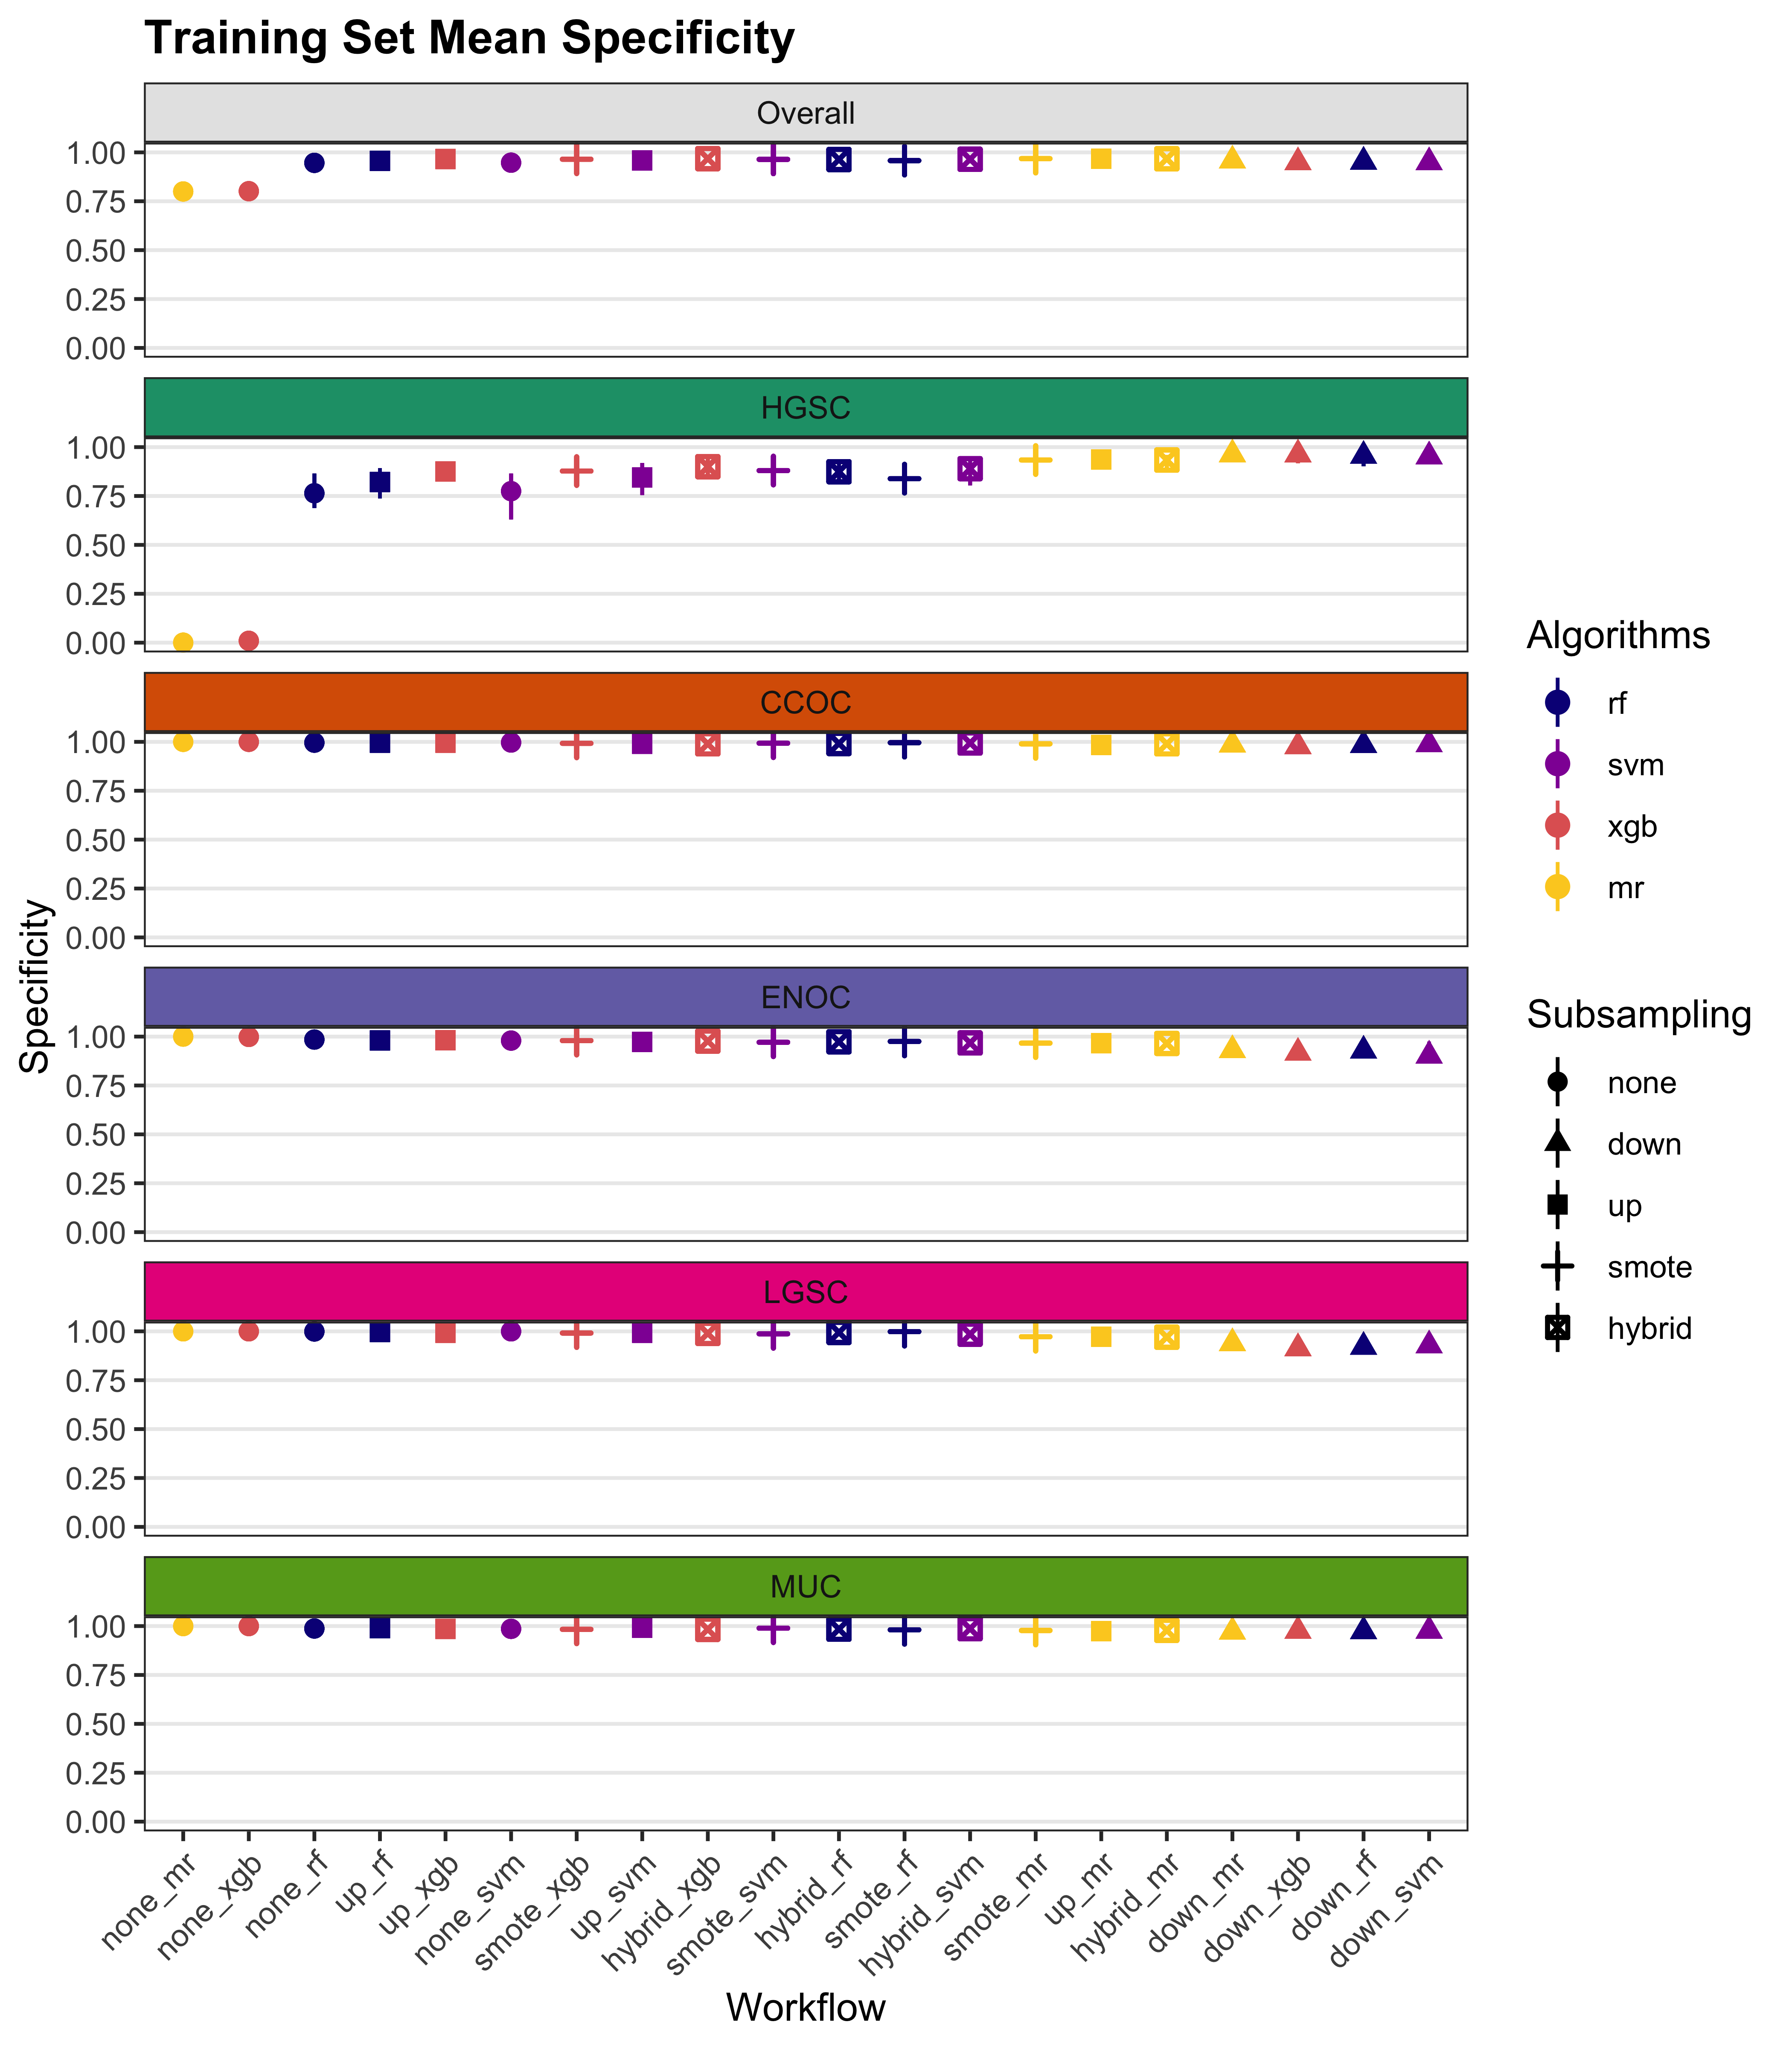 Training Set Mean Specificity
Overall
1.00
0.75
0.50
0.25
0.00
HGSC
1.00
0.75
0.50
0.25
0.00
CCOC
1.00
0.75
0.50
0.25
0.00
ENOC
1.00
0.75
0.50
0.25
0.00
LGSC
1.00
0.75
0.50
0.25
0.00
MUC
1.00
0.75
0.50
0.25
0.00
Specificity
none_mr
none_xgb
none_rf
up_rf
up_xgb
none_svm
smote_xgb
up_svm
hybrid_xgb
smote_svm
hybrid_rf
smote_rf
hybrid_svm
smote_mr
up_mr
hybrid_mr
down_mr
down_xgb
down_rf
down_svm
Workflow
Algorithms
rf
svm
xgb
mr
Subsampling
none
down
up
smote
hybrid